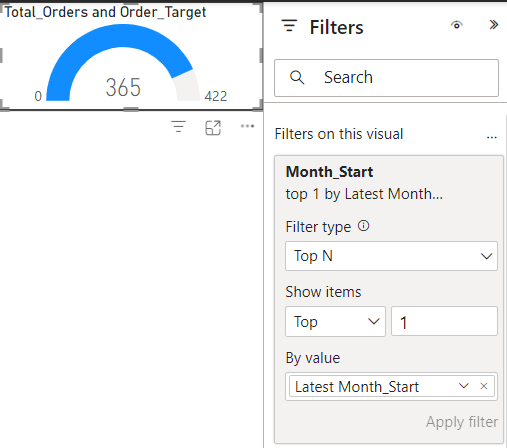 Total_Orders and Order_Target
365
0
422
Filters
Search
Filters on this visual
...
Month_Start
top 1 by Latest Month...
Filter type
Top N
Show items
Top
1
By value
Latest Month_Start
Apply filter